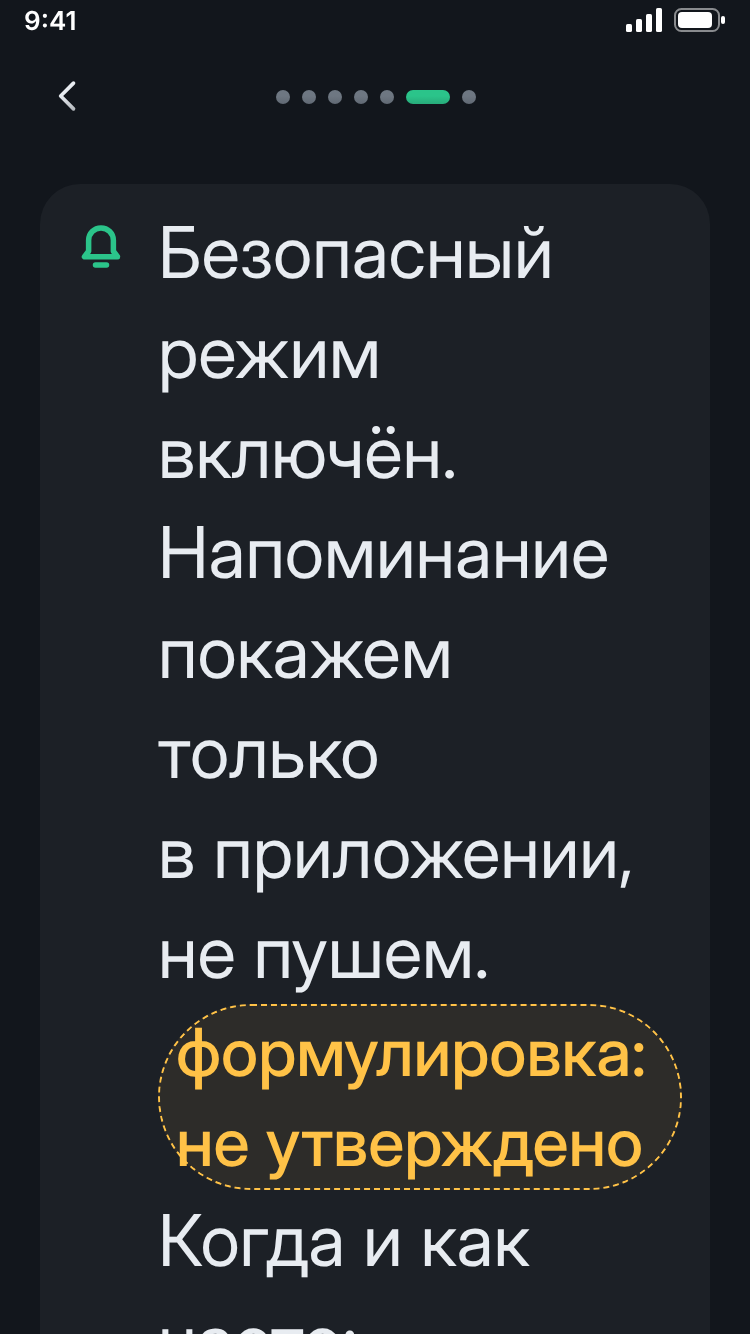 9:41
Безопасный
режим
включён.
Напоминание
покажем
только
в приложении,
не пушем.
формулировка:
не утверждено
Когда и как